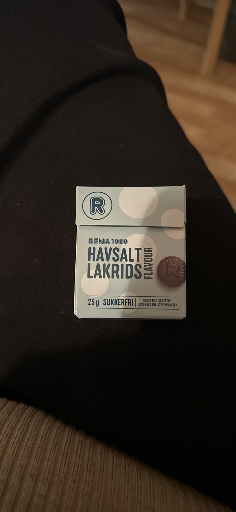 R
REMA 1000
HAVSALT
LAKRIDS
FLAVOUR
R
25g SUKKERFRI